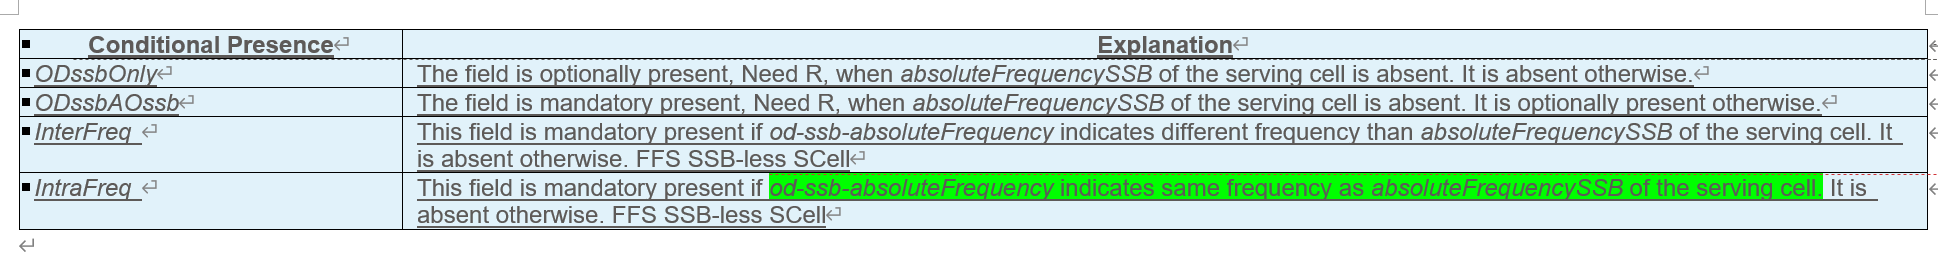 Conditional Presence Explanation
ODssbOnly The field is optionally present, Need R, when absoluteFrequencySSB of the serving cell is absent. It is absent otherwise.
ODssbAOssb The field is mandatory present, Need R, when absoluteFrequencySSB of the serving cell is absent. It is optionally present otherwise.
InterFreq This field is mandatory present if od-ssb-absoluteFrequency indicates different frequency than absoluteFrequencySSB of the serving cell. It
is absent otherwise. FFS SSB-less SCell
IntraFreq This field is mandatory present if od-ssb-absoluteFrequency indicates same frequency as absoluteFrequencySSB of the serving cell. It is
absent otherwise. FFS SSB-less SCell